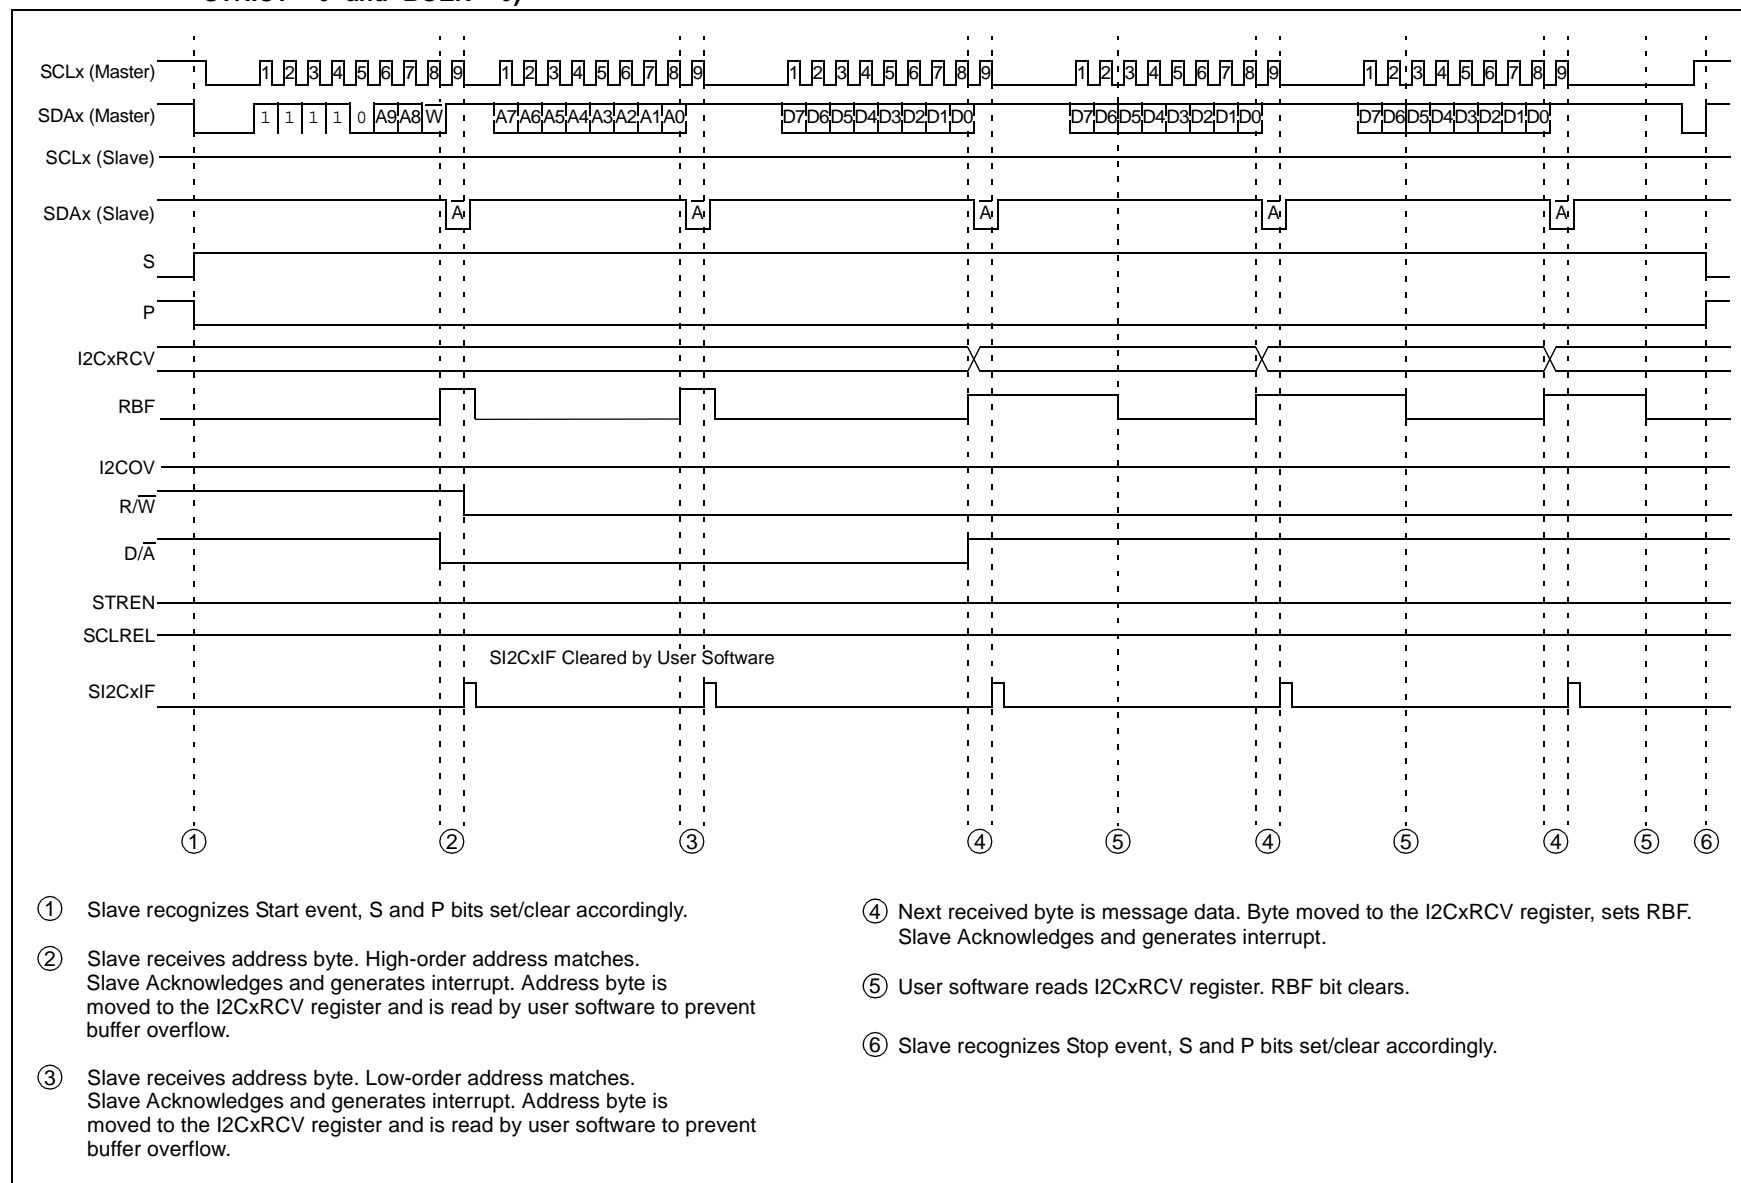 SCLx (Master)
1 2 3 4 5 6 7 8 9 1 2 3 4 5 6 7 8 9 1 2 3 4 5 6 7 8 9 1 2 3 4 5 6 7 8 9 1 2 3 4 5 6 7 8 9
SDAx (Master)
1 1 1 1 0 A9 A8 W̅ A7 A6 A5 A4 A3 A2 A1 A0 D7 D6 D5 D4 D3 D2 D1 D0 D7 D6 D5 D4 D3 D2 D1 D0 D7 D6 D5 D4 D3 D2 D1 D0
SCLx (Slave)
SDAx (Slave)
A̅ A̅ A̅ A̅ A̅
S
P
I2CxRCV
RBF
I2COV
R/W̅
D/A̅
STREN
SCLREL
SI2CxIF Cleared by User Software
SI2CxIF
① ② ③ ④ ⑤ ④ ⑤ ④ ⑤ ⑥
① Slave recognizes Start event, S and P bits set/clear accordingly.
② Slave receives address byte. High-order address matches.
Slave Acknowledges and generates interrupt. Address byte is
moved to the I2CxRCV register and is read by user software to prevent
buffer overflow.
③ Slave receives address byte. Low-order address matches.
Slave Acknowledges and generates interrupt. Address byte is
moved to the I2CxRCV register and is read by user software to prevent
buffer overflow.
④ Next received byte is message data. Byte moved to the I2CxRCV register, sets RBF.
Slave Acknowledges and generates interrupt.
⑤ User software reads I2CxRCV register. RBF bit clears.
⑥ Slave recognizes Stop event, S and P bits set/clear accordingly.